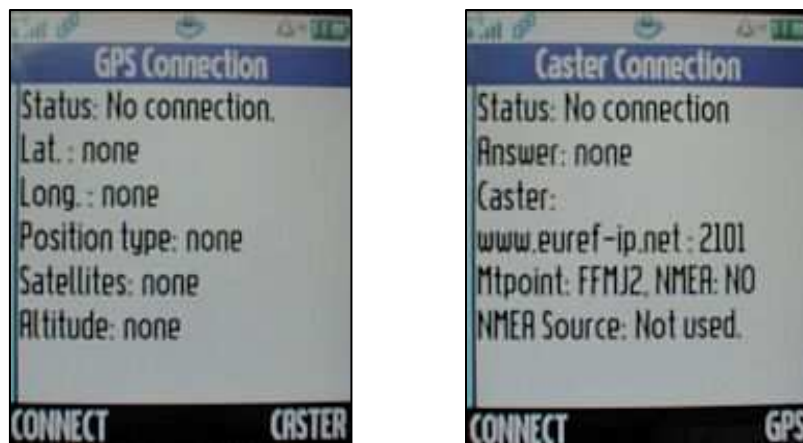 GPS Connection
Status: No connection.
Lat. : none
Long. : none
Position type: none
Satellites: none
Altitude: none
CONNECT CASTER
Caster Connection
Status: No connection
Answer: none
Caster:
www.euref-ip.net : 2101
Mtpoint: FFMJ2, NMEA: NO
NMEA Source: Not used.
CONNECT GPS